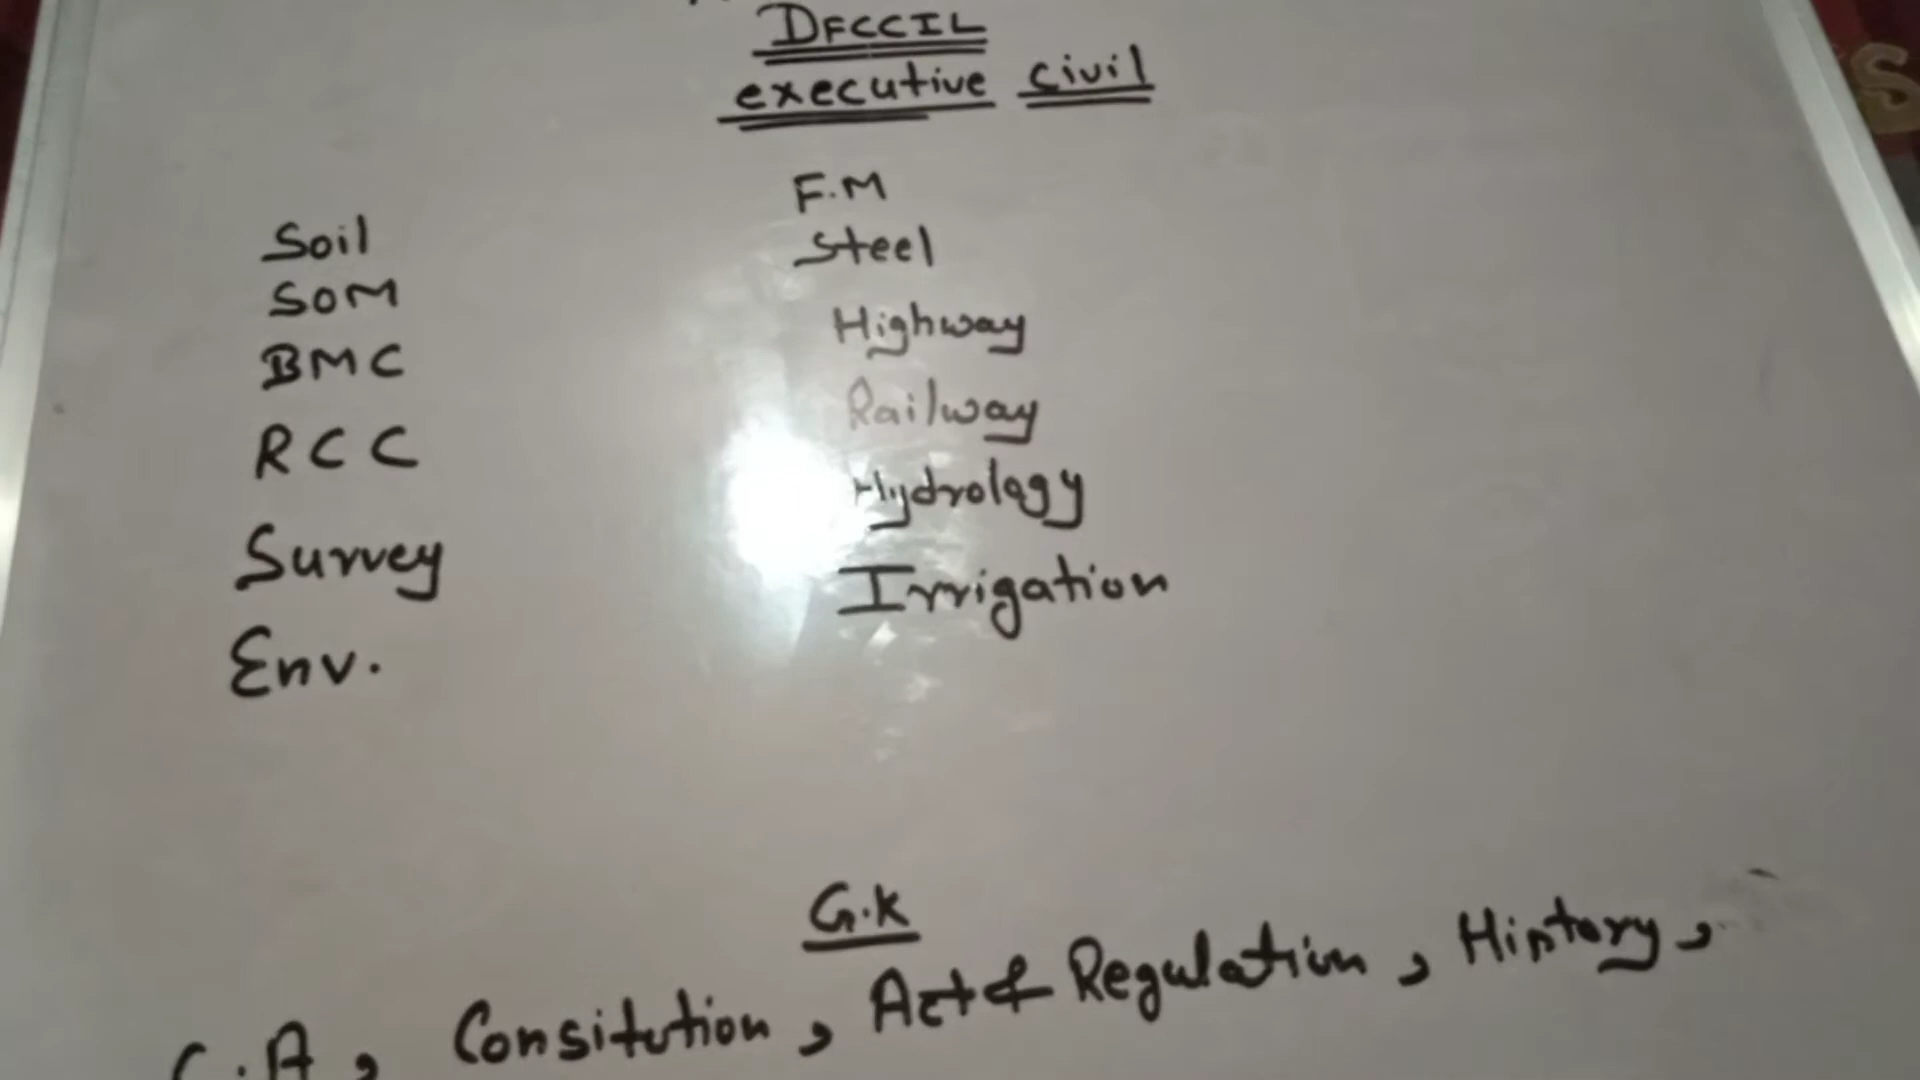 DFCCIL
executive civil
Soil
SOM
BMC
RCC
Survey
Env.
F.M
Steel
Highway
Railway
Hydrology
Irrigation
G.K
C.A, Consitution, Act & Regulation, History,